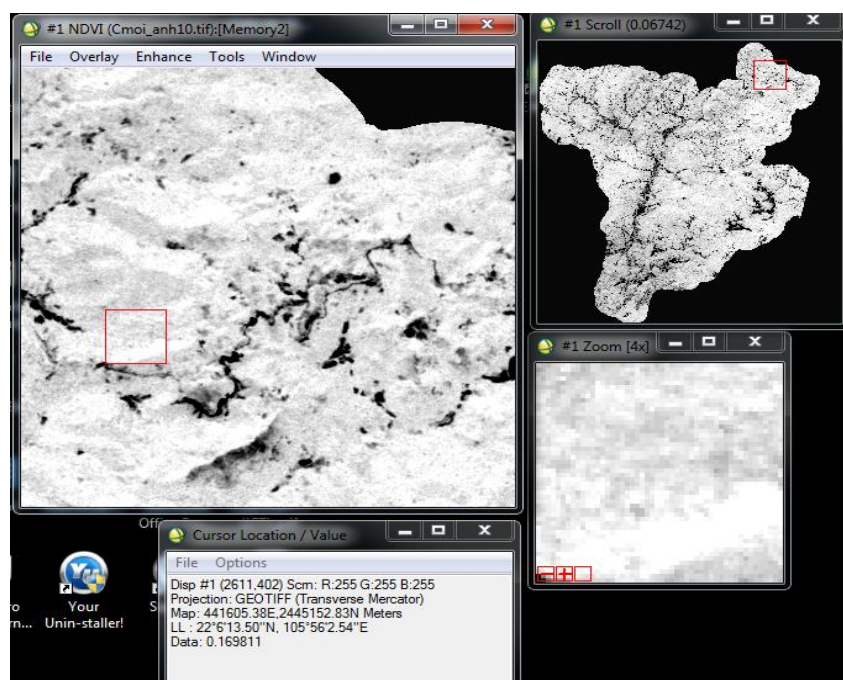 #1 NDVI (Cmoi_anh10.tif):[Memory2]
File Overlay Enhance Tools Window
#1 Scroll (0.06742)
#1 Zoom [4x]
Cursor Location / Value
File Options
Disp #1 (2611,402) Scrn: R:255 G:255 B:255
Projection: GEOTIFF (Transverse Mercator)
Map: 441605.38E,2445152.83N Meters
LL : 22°6'13.50"N, 105°56'2.54"E
Data: 0.169811
Your
Unin-staller!